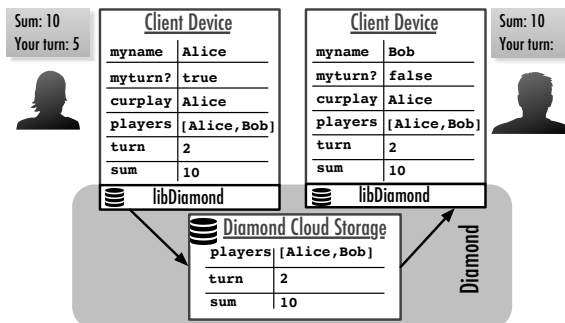 Sum: 10
Your turn: 5
Client Device
myname Alice
myturn? true
curplay Alice
players [Alice,Bob]
turn 2
sum 10
libDiamond
Client Device
myname Bob
myturn? false
curplay Alice
players [Alice,Bob]
turn 2
sum 10
libDiamond
Sum: 10
Your turn:
Diamond Cloud Storage
players [Alice,Bob]
turn 2
sum 10
Diamond